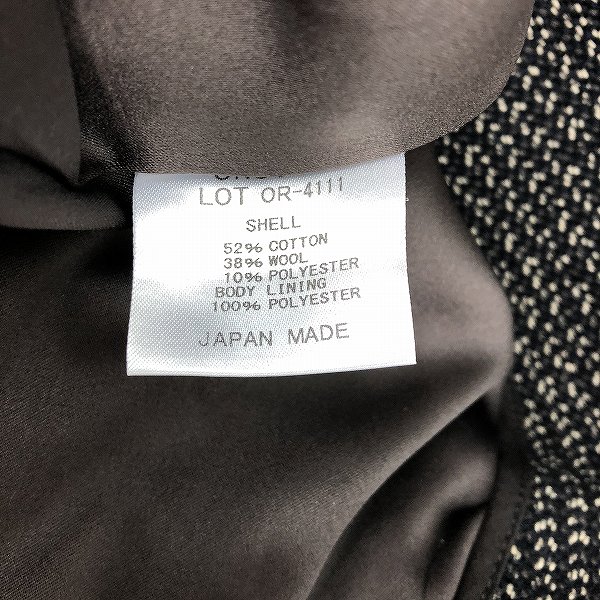 LOT OR-4111
SHELL
52% COTTON
38% WOOL
10% POLYESTER
BODY LINING
100% POLYESTER
JAPAN MADE